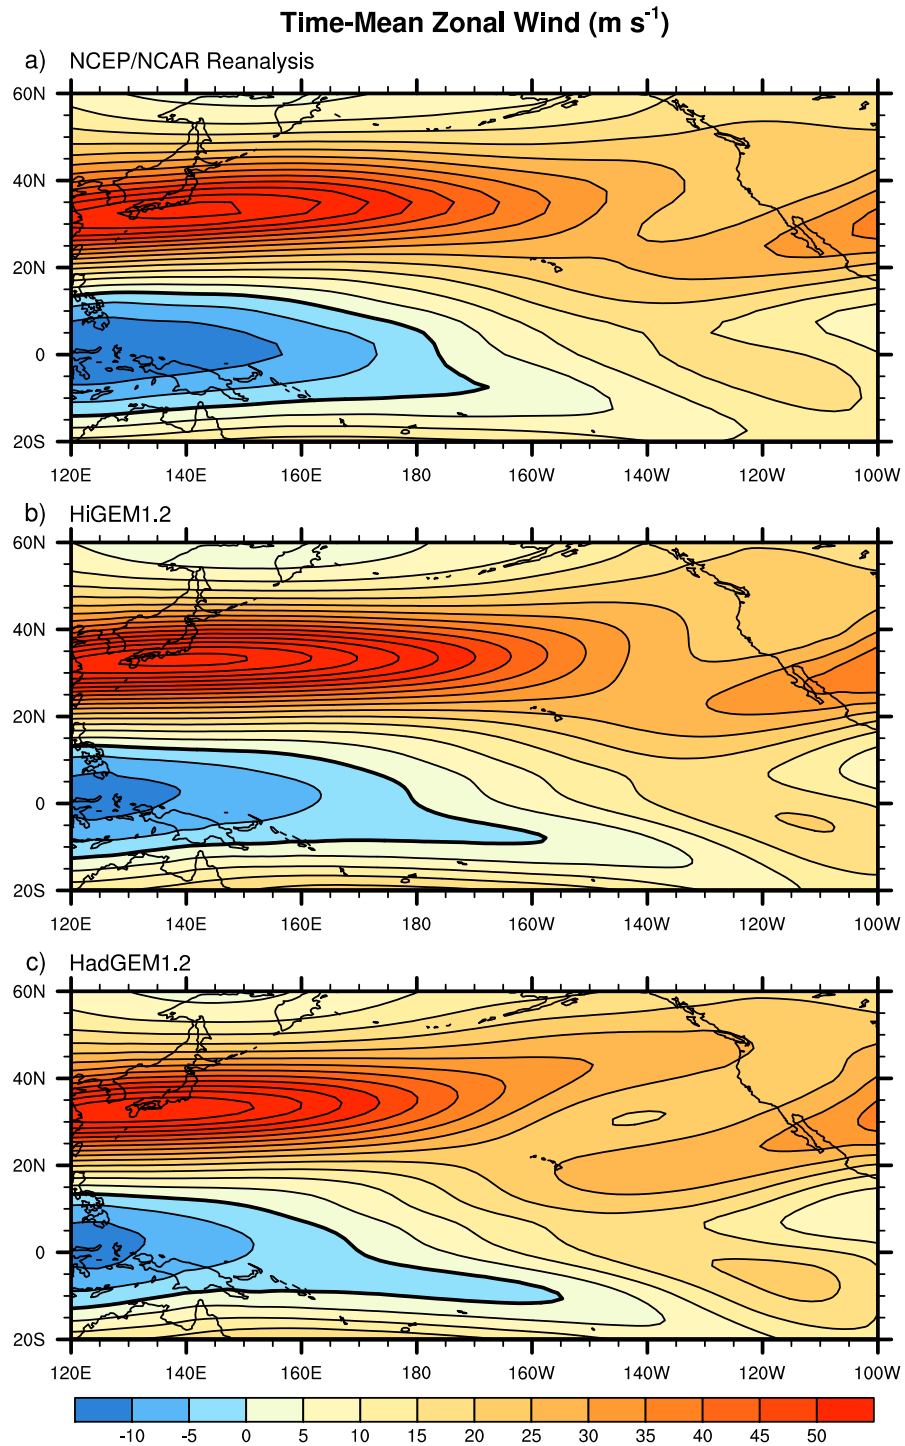 Time-Mean Zonal Wind (m s⁻¹)
a) NCEP/NCAR Reanalysis
60N
40N
20N
0
20S
120E 140E 160E 180 160W 140W 120W 100W
b) HiGEM1.2
60N
40N
20N
0
20S
120E 140E 160E 180 160W 140W 120W 100W
c) HadGEM1.2
60N
40N
20N
0
20S
120E 140E 160E 180 160W 140W 120W 100W
-10 -5 0 5 10 15 20 25 30 35 40 45 50